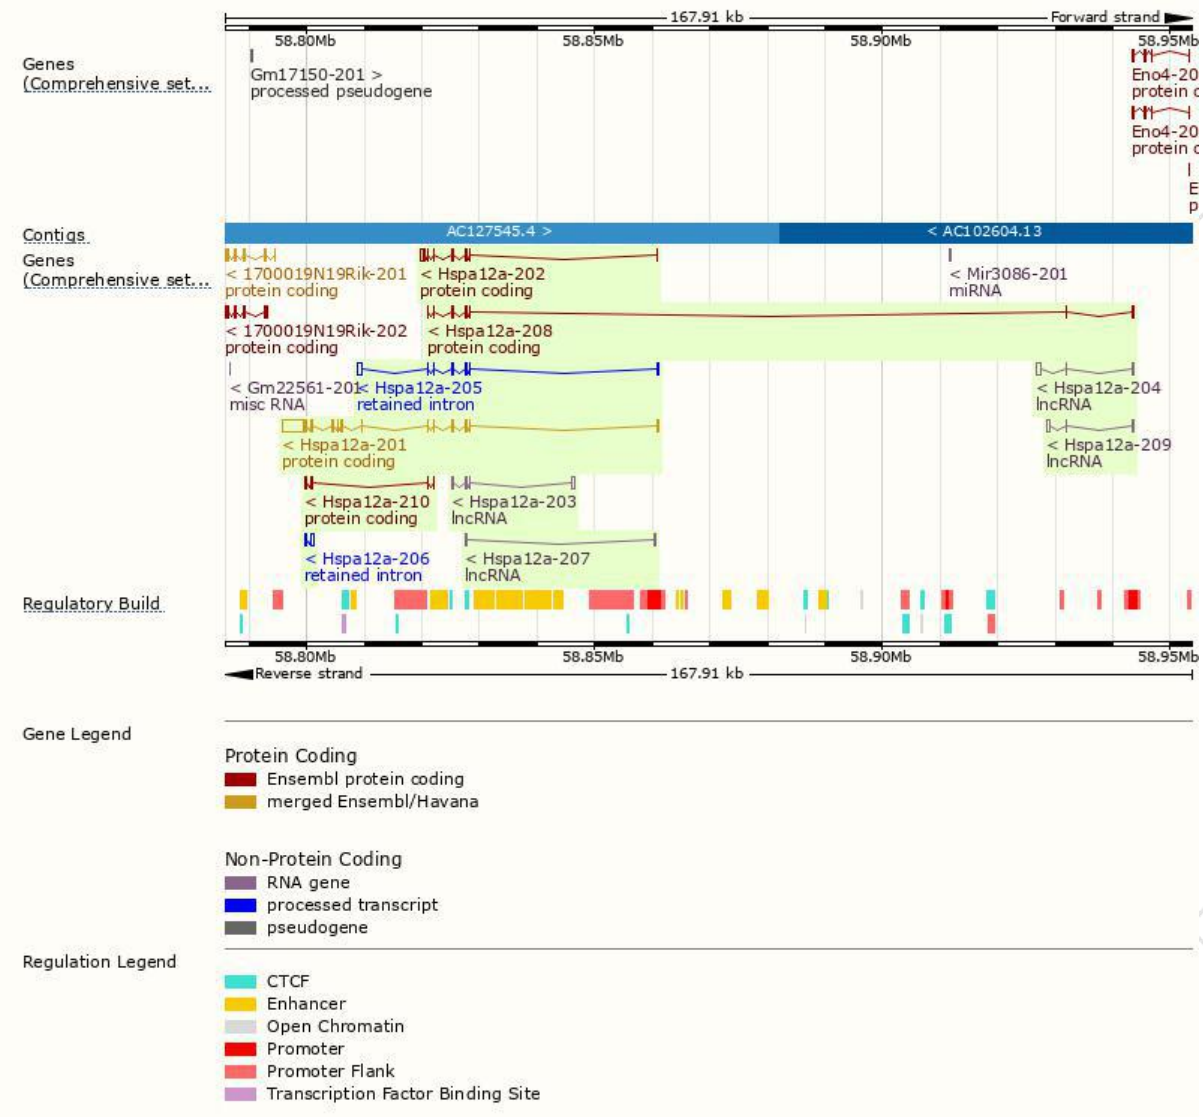 167.91 kb Forward strand
58.80Mb 58.85Mb 58.90Mb 58.95Mb
Genes
(Comprehensive set...
Gm17150-201 >
processed pseudogene
Eno4-20
protein c
Eno4-20
protein c
E
p
Contigs
AC127545.4 > < AC102604.13
Genes
(Comprehensive set...
< 1700019N19Rik-201 < Hspa12a-202 < Mir3086-201
protein coding protein coding miRNA
< 1700019N19Rik-202 < Hspa12a-208
protein coding protein coding
< Gm22561-201 < Hspa12a-205 < Hspa12a-204
misc RNA retained intron lncRNA
< Hspa12a-201 < Hspa12a-209
protein coding lncRNA
< Hspa12a-210 < Hspa12a-203
protein coding lncRNA
< Hspa12a-206 < Hspa12a-207
retained intron lncRNA
Regulatory Build
58.80Mb 58.85Mb 58.90Mb 58.95Mb
Reverse strand 167.91 kb
Gene Legend
Protein Coding
Ensembl protein coding
merged Ensembl/Havana
Non-Protein Coding
RNA gene
processed transcript
pseudogene
Regulation Legend
CTCF
Enhancer
Open Chromatin
Promoter
Promoter Flank
Transcription Factor Binding Site